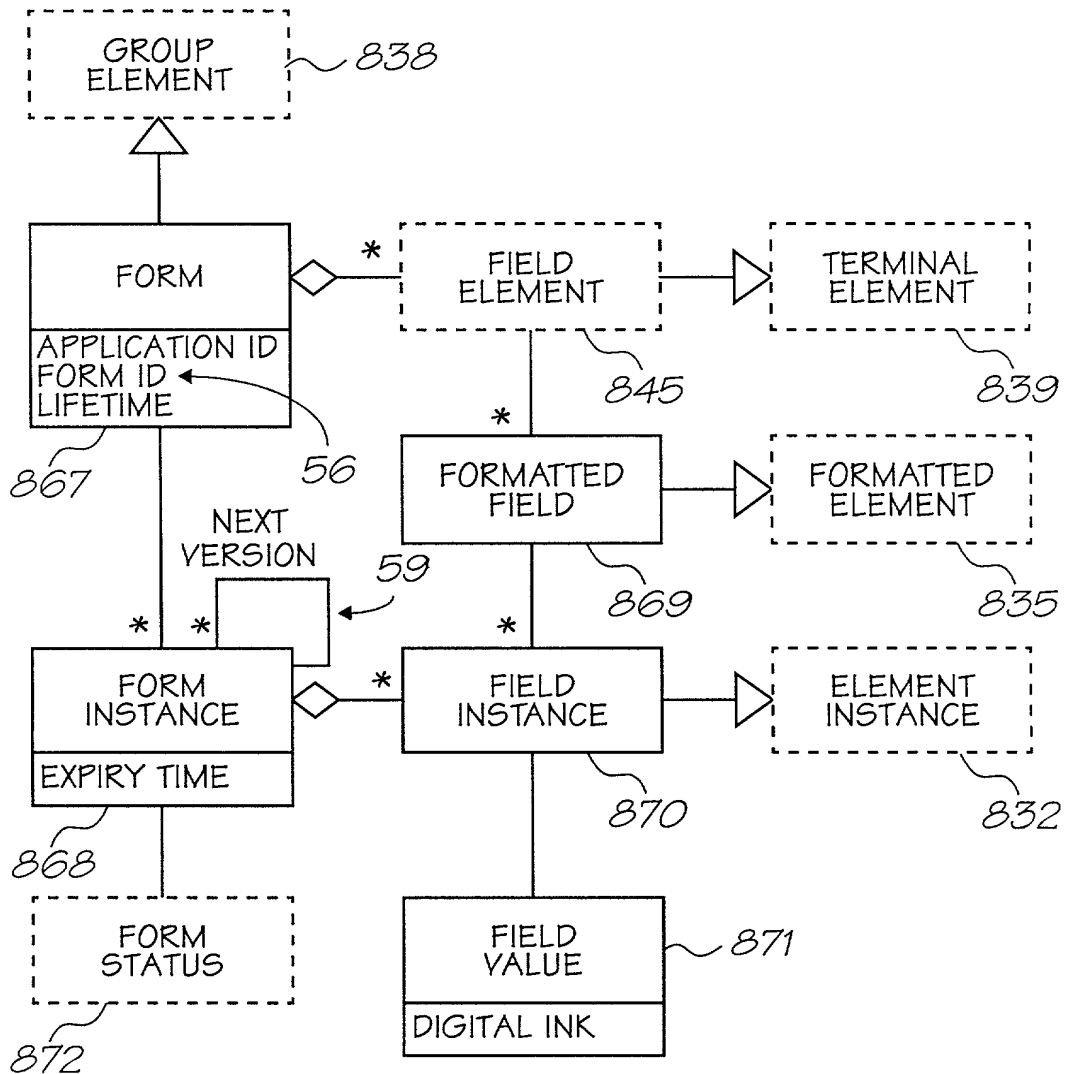 GROUP
ELEMENT
838
FORM
*
FIELD
ELEMENT
TERMINAL
ELEMENT
APPLICATION ID
FORM ID
LIFETIME
845
839
867
56
*
FORMATTED
FIELD
FORMATTED
ELEMENT
NEXT
VERSION
59
869
835
*
*
*
FORM
INSTANCE
*
FIELD
INSTANCE
ELEMENT
INSTANCE
EXPIRY TIME
870
832
868
FORM
STATUS
FIELD
VALUE
871
872
DIGITAL INK